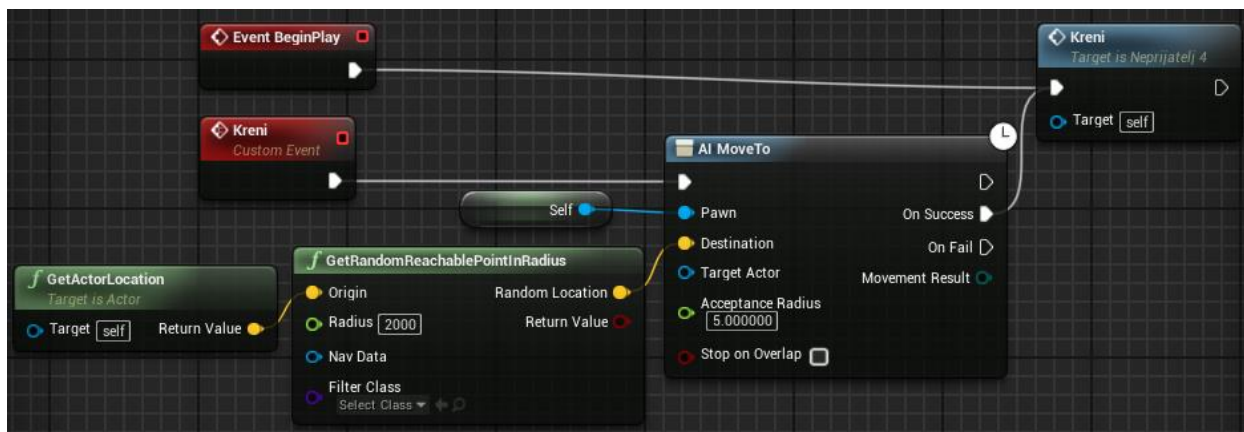 Event BeginPlay
Kreni
Target is Neprijatelj 4
Target self
Kreni
Custom Event
AI MoveTo
Self
Pawn
On Success
Destination
On Fail
Target Actor
Movement Result
Acceptance Radius
5.000000
Stop on Overlap
GetActorLocation
Target is Actor
Target self
Return Value
f GetRandomReachablePointInRadius
Origin
Random Location
Radius 2000
Return Value
Nav Data
Filter Class
Select Class